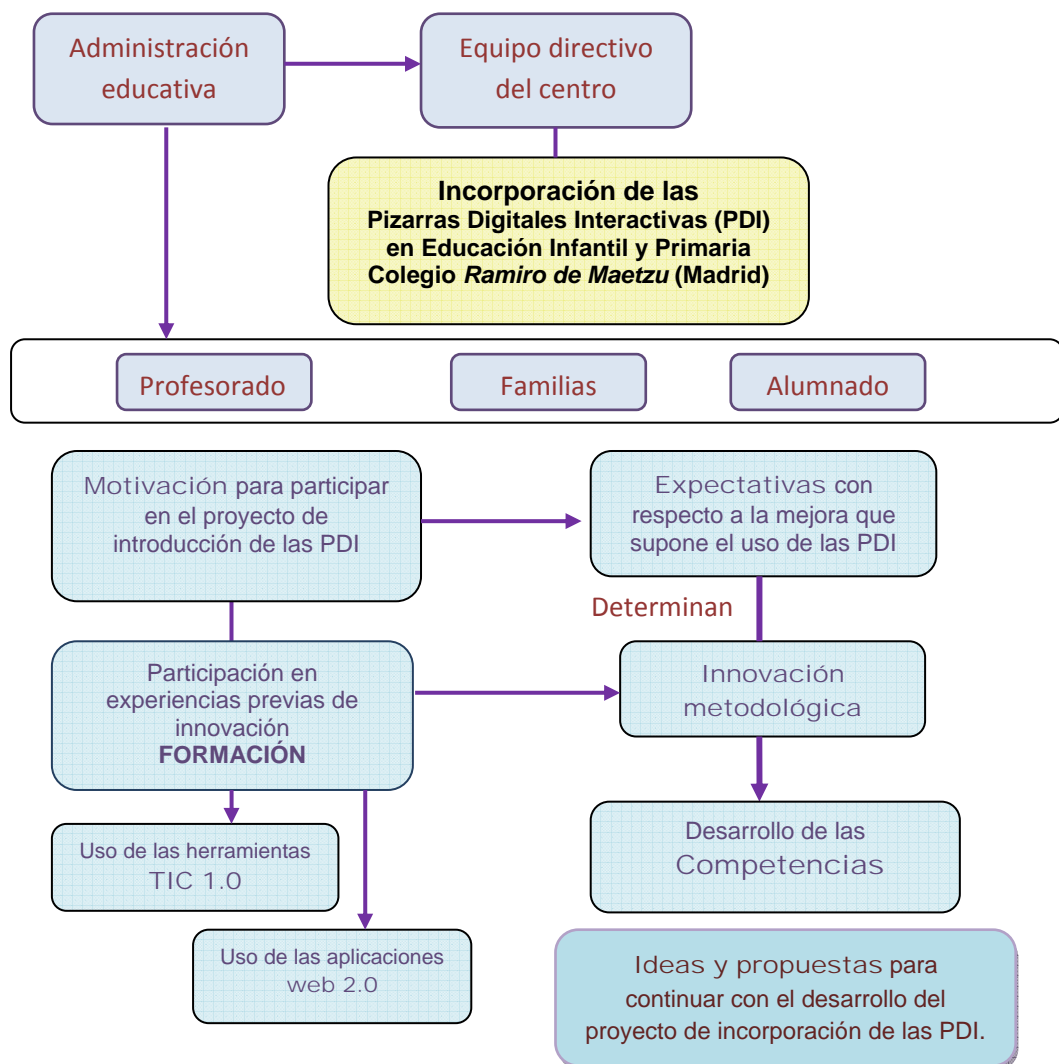 Administración
educativa
Equipo directivo
del centro
Incorporación de las
Pizarras Digitales Interactivas (PDI)
en Educación Infantil y Primaria
Colegio Ramiro de Maetzu (Madrid)
Profesorado
Familias
Alumnado
Motivación para participar
en el proyecto de
introducción de las PDI
Expectativas con
respecto a la mejora que
supone el uso de las PDI
Determinan
Participación en
experiencias previas de
innovación
FORMACIÓN
Innovación
metodológica
Uso de las herramientas
TIC 1.0
Desarrollo de las
Competencias
Uso de las aplicaciones
web 2.0
Ideas y propuestas para
continuar con el desarrollo del
proyecto de incorporación de las PDI.